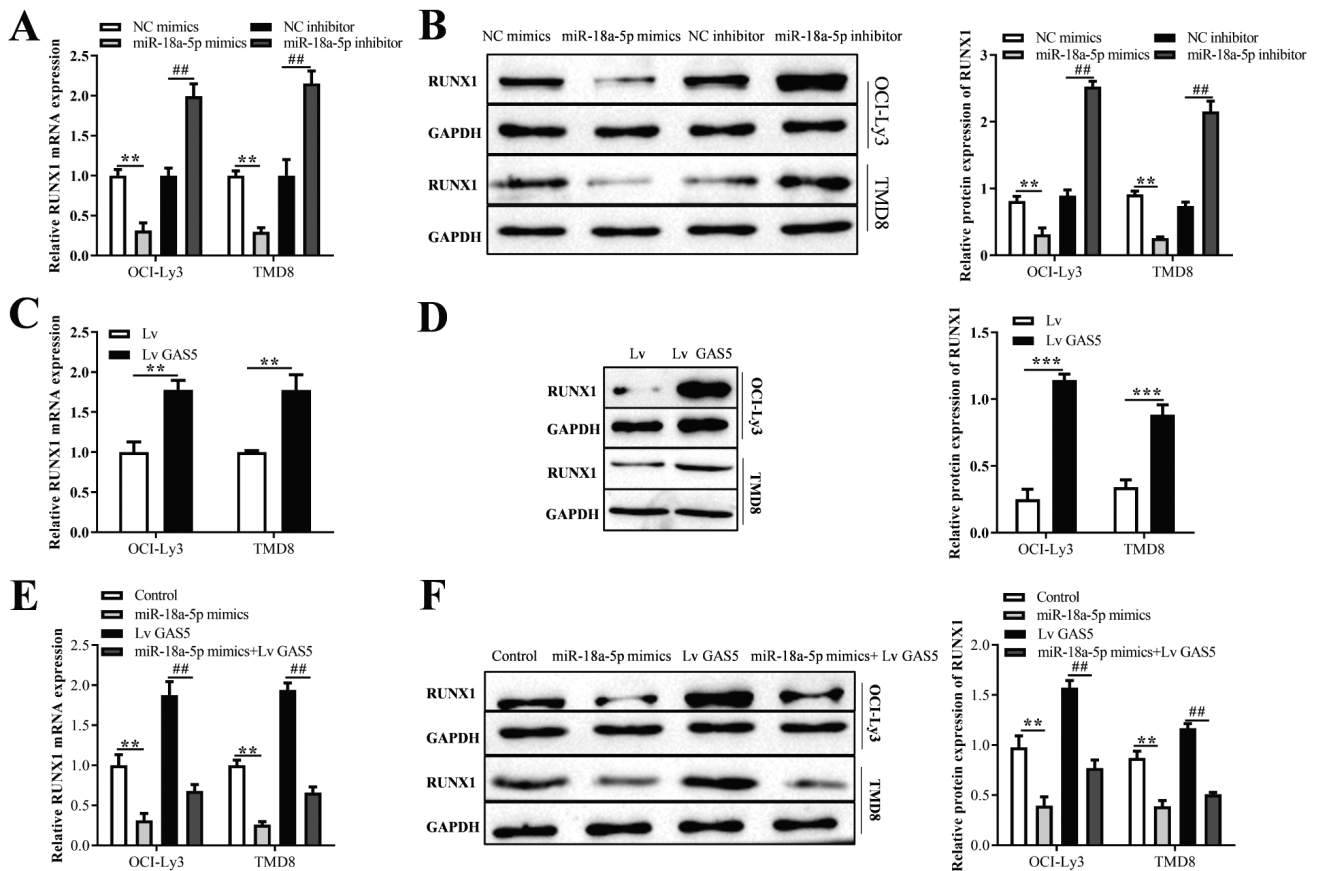 A
NC mimics NC inhibitor
miR-18a-5p mimics miR-18a-5p inhibitor
Relative RUNX1 mRNA expression
2.5
2.0
1.5
1.0
0.5
0.0
** ## ** ##
OCI-Ly3 TMD8
B
NC mimics miR-18a-5p mimics NC inhibitor miR-18a-5p inhibitor
RUNX1
GAPDH
OCI-Ly3
RUNX1
GAPDH
TMD8
NC mimics NC inhibitor
miR-18a-5p mimics miR-18a-5p inhibitor
Relative protein expression of RUNX1
3
2
1
0
** ## ** ##
OCI-Ly3 TMD8
C
Lv
Lv GAS5
Relative RUNX1 mRNA expression
2.5
2.0
1.5
1.0
0.5
0.0
** **
OCI-Ly3 TMD8
D
Lv Lv GAS5
RUNX1
GAPDH
OCI-Ly3
RUNX1
GAPDH
TMD8
Lv
Lv GAS5
Relative protein expression of RUNX1
1.5
1.0
0.5
0.0
*** ***
OCI-Ly3 TMD8
E
Control
miR-18a-5p mimics
Lv GAS5
miR-18a-5p mimics+Lv GAS5
Relative RUNX1 mRNA expression
2.5
2.0
1.5
1.0
0.5
0.0
** ## ** ##
OCI-Ly3 TMD8
F
Control miR-18a-5p mimics Lv GAS5 miR-18a-5p mimics+ Lv GAS5
RUNX1
GAPDH
OCI-Ly3
RUNX1
GAPDH
TMD8
Control
miR-18a-5p mimics
Lv GAS5
miR-18a-5p mimics+Lv GAS5
Relative protein expression of RUNX1
2.0
1.5
1.0
0.5
0.0
** ## ** ##
OCI-Ly3 TMD8